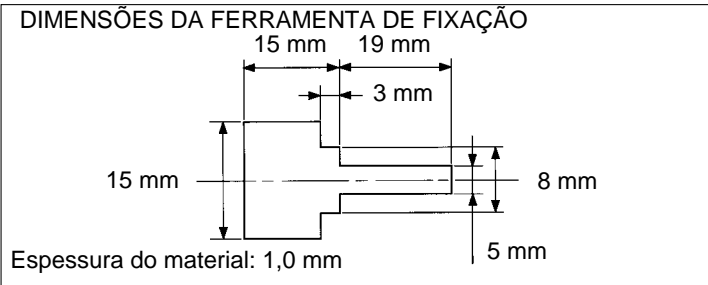 DIMENSÕES DA FERRAMENTA DE FIXAÇÃO
15 mm 19 mm
3 mm
15 mm 8 mm
5 mm
Espessura do material: 1,0 mm